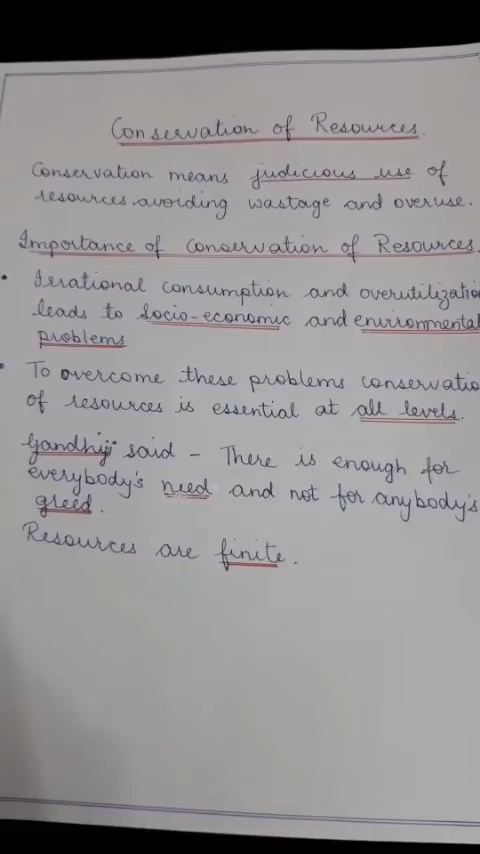 Conservation of Resources.
Conservation means judicious use of
resources avoiding wastage and overuse.
Importance of conservation of Resources.
• Irrational consumption and overutilizatio
leads to Socio-economic and environmental
problems
• To overcome these problems conservatio
of resources is essential at all levels.
Gandhiji said - There is enough for
everybody's need and not for anybody's
greed.
Resources are finite.